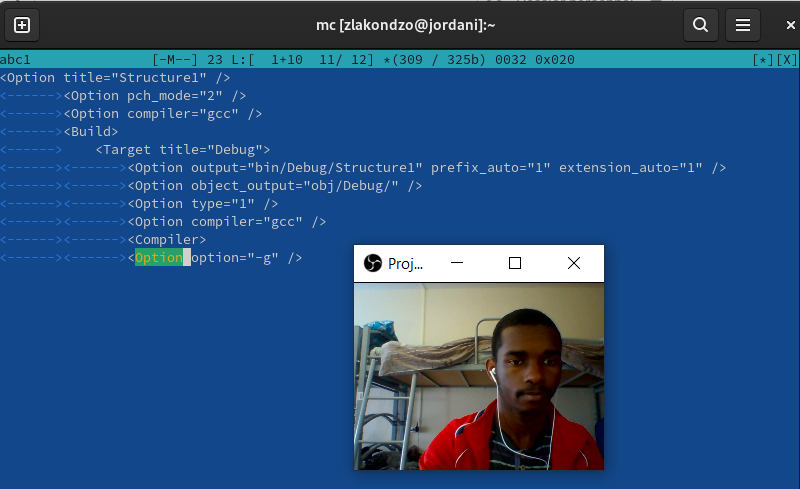 mc [zlakondzo@jordani]:~
abc1 [-M--] 23 L:[ 1+10 11/ 12] *(309 / 325b) 0032 0x020 [*][X]
<Option title="Structure1" />
<------><Option pch_mode="2" />
<------><Option compiler="gcc" />
<------><Build>
<------>    <Target title="Debug">
<------><------><Option output="bin/Debug/Structure1" prefix_auto="1" extension_auto="1" />
<------><------><Option object_output="obj/Debug/" />
<------><------><Option type="1" />
<------><------><Option compiler="gcc" />
<------><------><Compiler>
<------><------><Option option="-g" />
Proj...